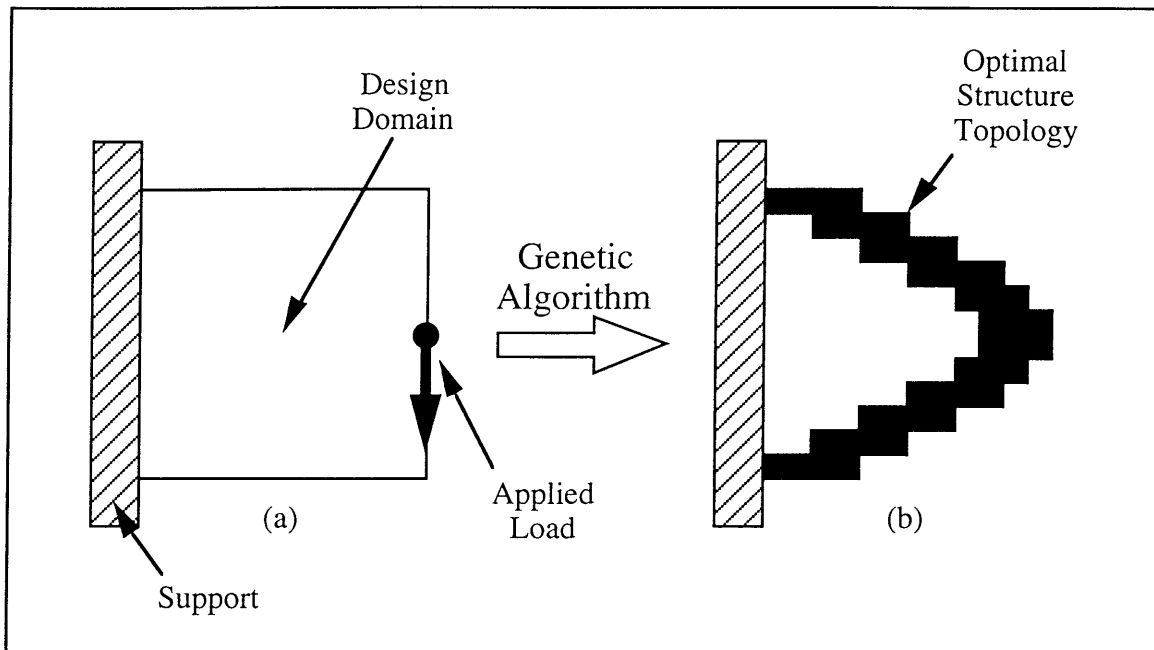 Design
Domain
Optimal
Structure
Topology
Genetic
Algorithm
Applied
Load
(a)
(b)
Support